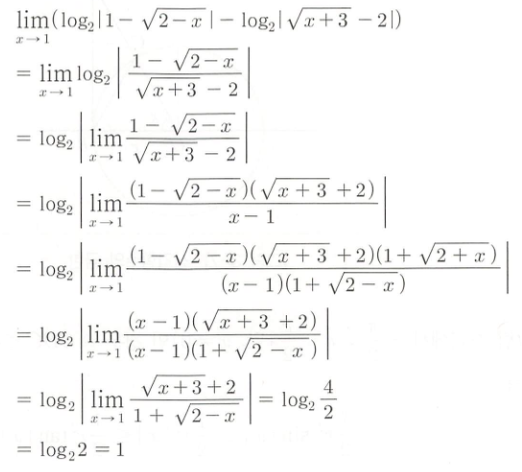 lim_{x→1}(log₂|1−√(2−x)|−log₂|√(x+3)−2|)
= lim_{x→1} log₂|(1−√(2−x))/(√(x+3)−2)|
= log₂|lim_{x→1} (1−√(2−x))/(√(x+3)−2)|
= log₂|lim_{x→1} ((1−√(2−x))(√(x+3)+2))/(x−1)|
= log₂|lim_{x→1} ((1−√(2−x))(√(x+3)+2)(1+√(2+x)))/((x−1)(1+√(2−x)))|
= log₂|lim_{x→1} ((x−1)(√(x+3)+2))/((x−1)(1+√(2−x)))|
= log₂|lim_{x→1} (√(x+3)+2)/(1+√(2−x))| = log₂ 4/2
= log₂2 = 1